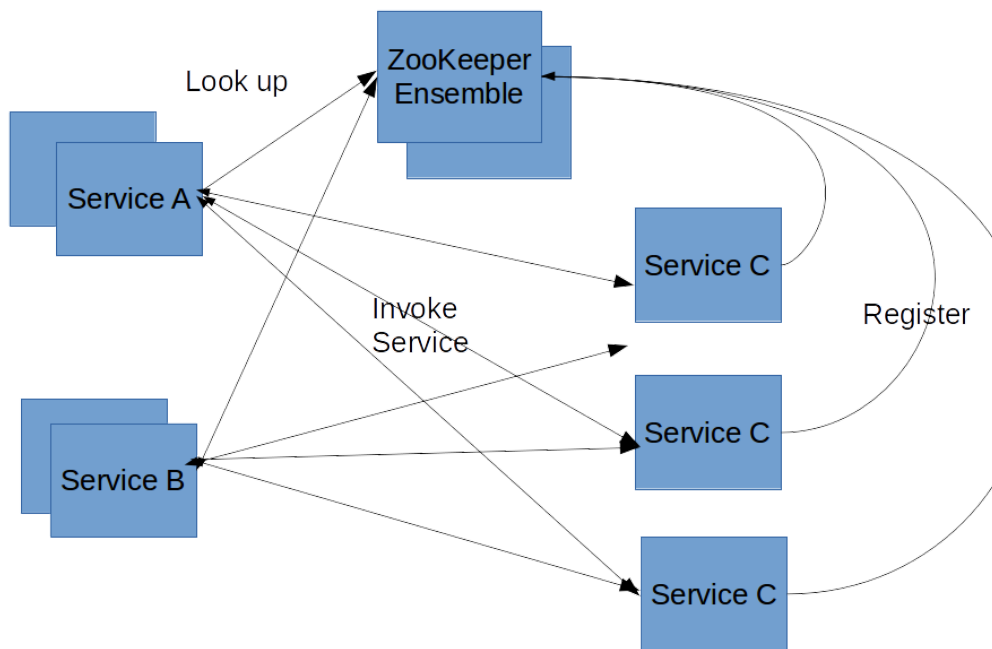 ZooKeeper
Ensemble
Look up
Service A
Service C
Invoke
Service
Register
Service C
Service B
Service C